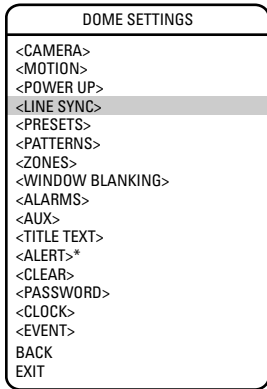 DOME SETTINGS
<CAMERA>
<MOTION>
<POWER UP>
<LINE SYNC>
<PRESETS>
<PATTERNS>
<ZONES>
<WINDOW BLANKING>
<ALARMS>
<AUX>
<TITLE TEXT>
<ALERT>*
<CLEAR>
<PASSWORD>
<CLOCK>
<EVENT>
BACK
EXIT